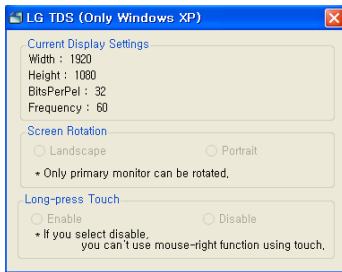 LG TDS (Only Windows XP)
Current Display Settings
Width : 1920
Height : 1080
BitsPerPel : 32
Frequency : 60
Screen Rotation
Landscape Portrait
* Only primary monitor can be rotated,
Long-press Touch
Enable Disable
* If you select disable,
you can't use mouse-right function using touch,